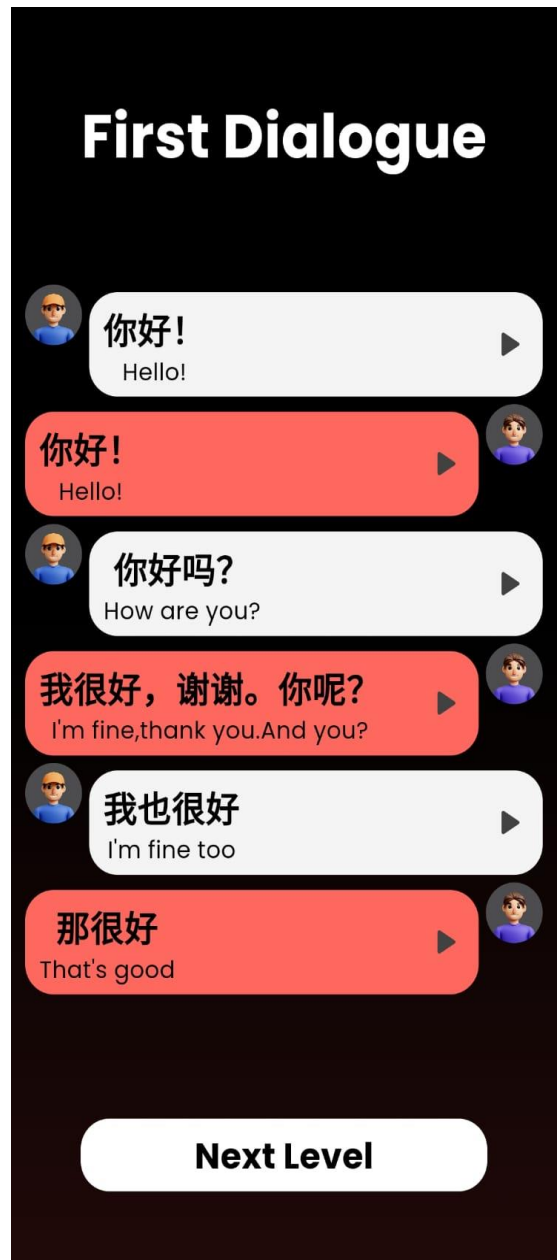 First Dialogue
你好！
Hello!
你好！
Hello!
你好吗？
How are you?
我很好，谢谢。你呢？
I'm fine,thank you.And you?
我也很好
I'm fine too
那很好
That's good
Next Level